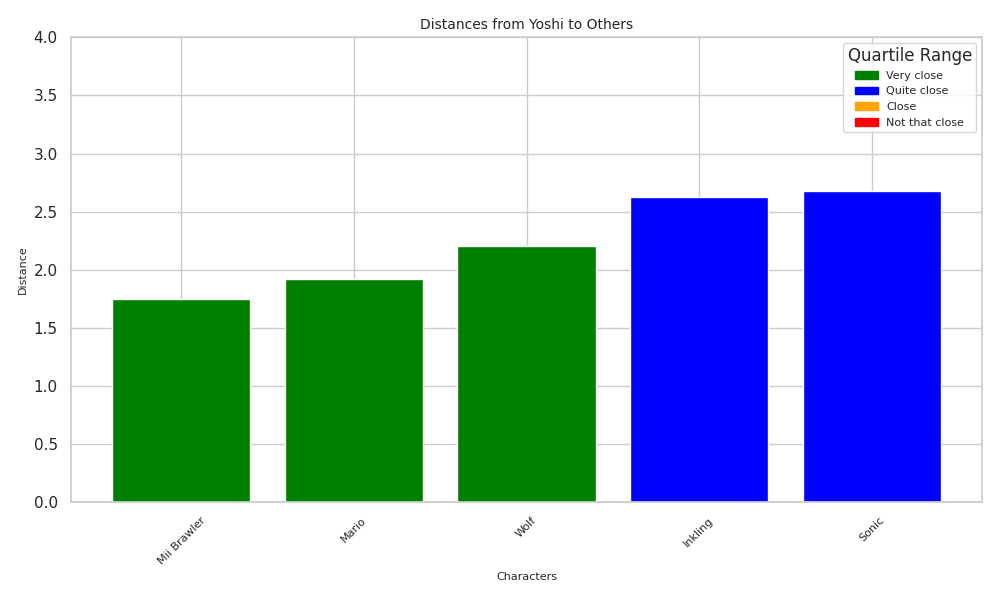 Distances from Yoshi to Others
4.0
3.5
3.0
2.5
2.0
1.5
1.0
0.5
0.0
Distance
Quartile Range
Very close
Quite close
Close
Not that close
Mii Brawler
Mario
Wolf
Inkling
Sonic
Characters